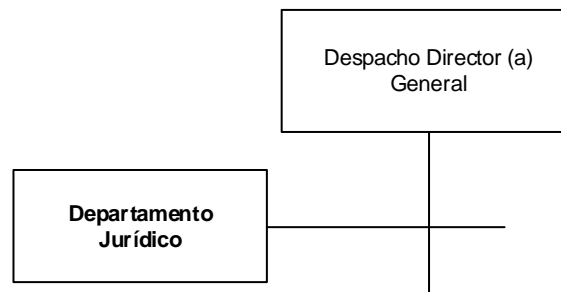 Despacho Director (a)
General
Departamento
Jurídico